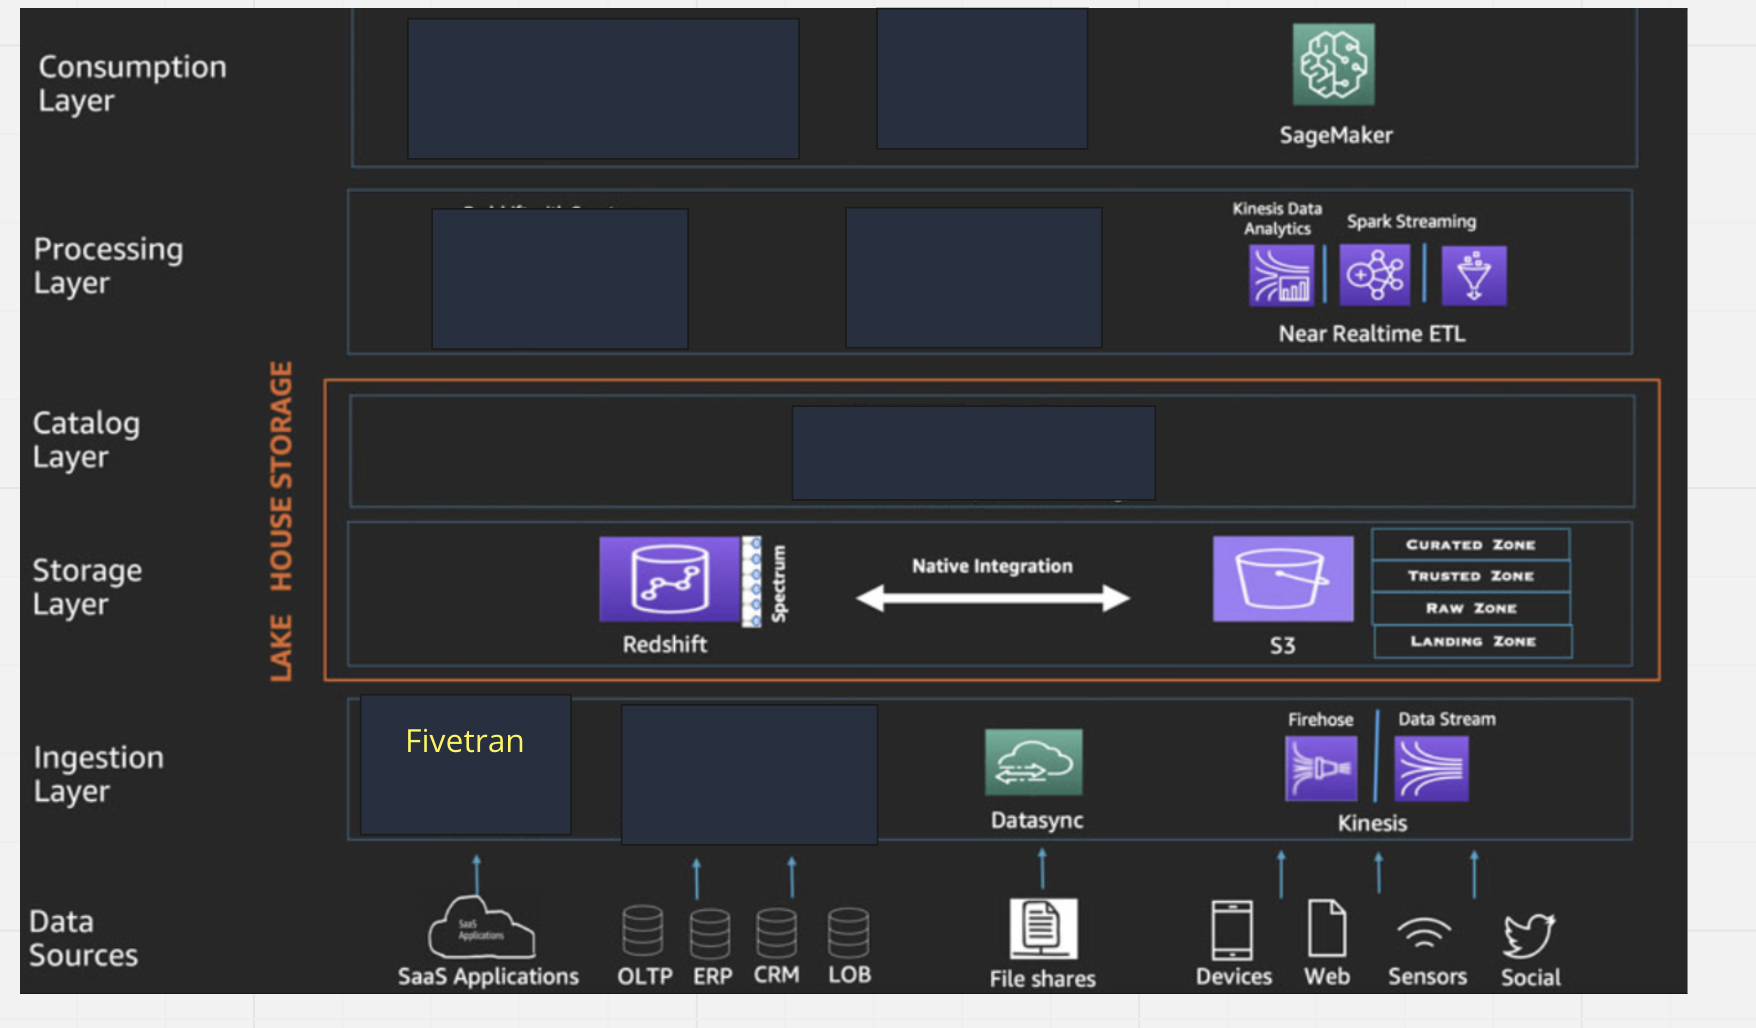 Consumption
Layer
SageMaker
Processing
Layer
Kinesis Data
Analytics
Spark Streaming
Near Realtime ETL
LAKE HOUSE STORAGE
Catalog
Layer
Storage
Layer
Redshift
Spectrum
Native Integration
S3
CURATED ZONE
TRUSTED ZONE
RAW ZONE
LANDING ZONE
Ingestion
Layer
Fivetran
Datasync
Firehose
Data Stream
Kinesis
Data
Sources
SaaS
Applications
SaaS Applications
OLTP
ERP
CRM
LOB
File shares
Devices
Web
Sensors
Social